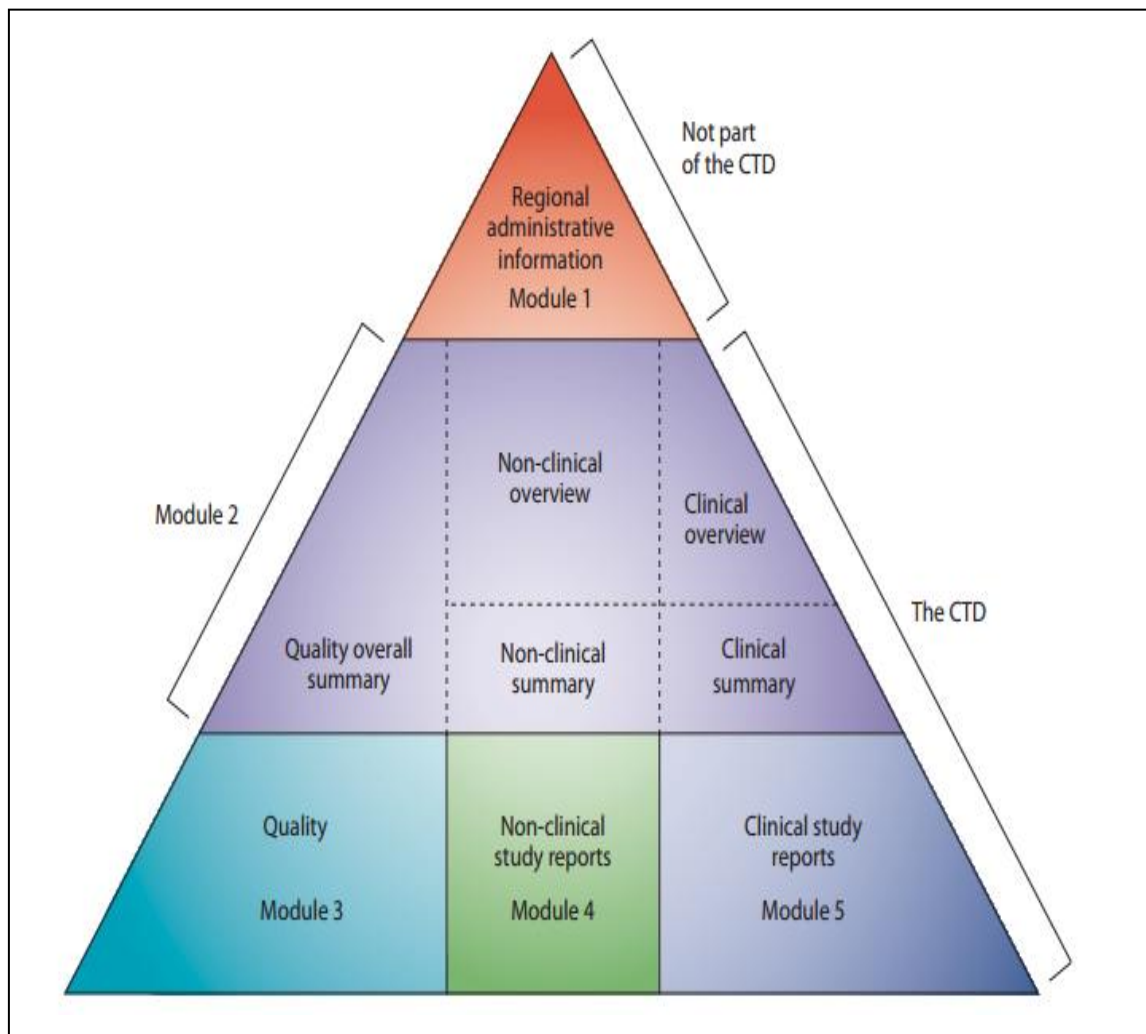 Not part
of the CTD
Regional
administrative
information
Module 1
Module 2
Non-clinical
overview
Clinical
overview
The CTD
Quality overall
summary
Non-clinical
summary
Clinical
summary
Quality
Module 3
Non-clinical
study reports
Module 4
Clinical study
reports
Module 5